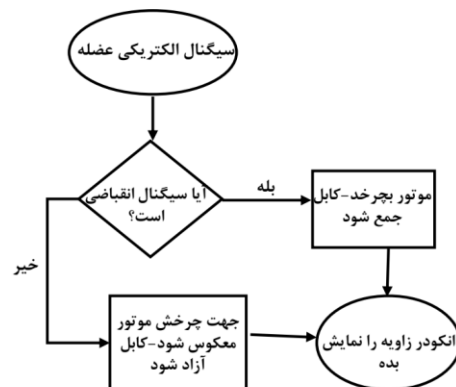 سیگنال الکتریکی عضله
آیا سیگنال انقباضی
است؟
بله
موتور بچرخد-کابل
جمع شود
خیر
جهت چرخش موتور
معکوس شود-کابل
آزاد شود
انکودر زاویه را نمایش
بده